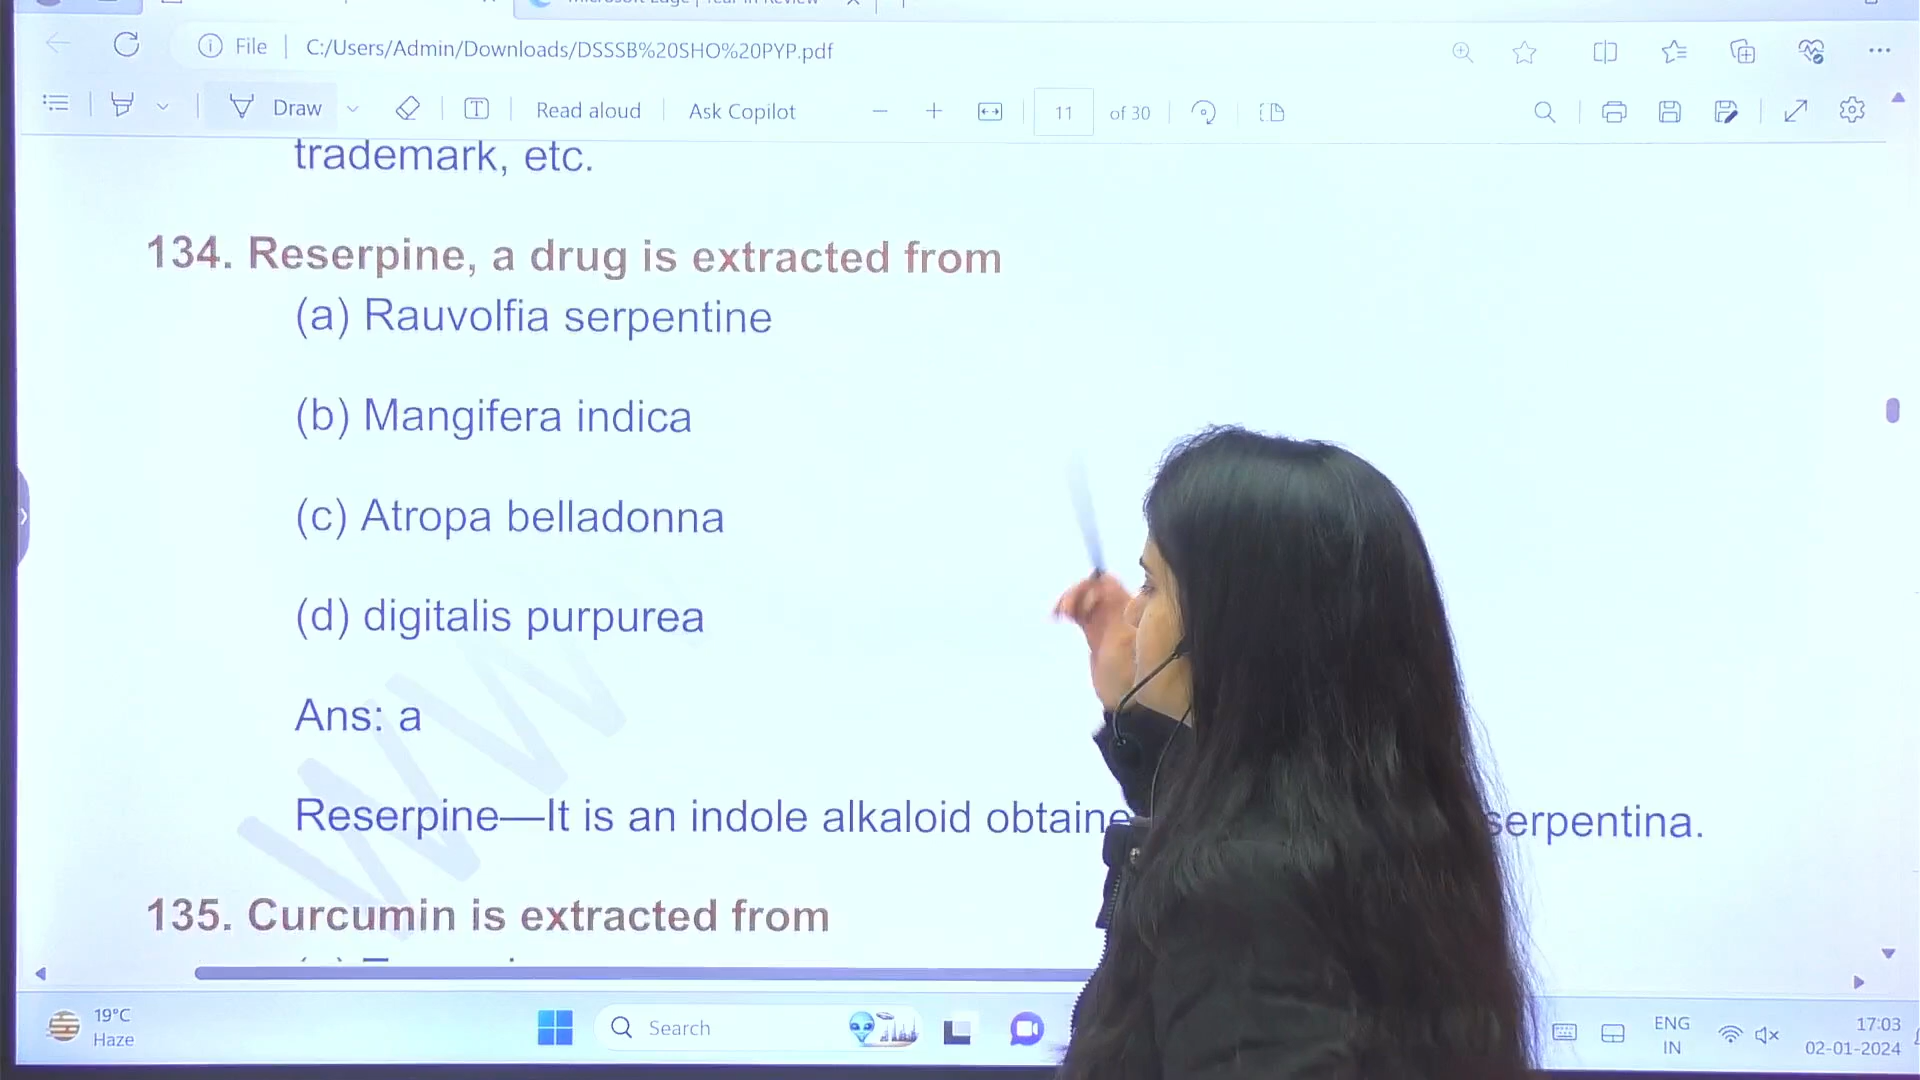 File | C:/Users/Admin/Downloads/DSSSB%20SHO%20PYP.pdf
Draw Read aloud Ask Copilot 11 of 30
trademark, etc.
134. Reserpine, a drug is extracted from
(a) Rauvolfia serpentine
(b) Mangifera indica
(c) Atropa belladonna
(d) digitalis purpurea
Ans: a
Reserpine—It is an indole alkaloid obtaine serpentina.
135. Curcumin is extracted from
19°C
Haze
Search
ENG
IN
17:03
02-01-2024